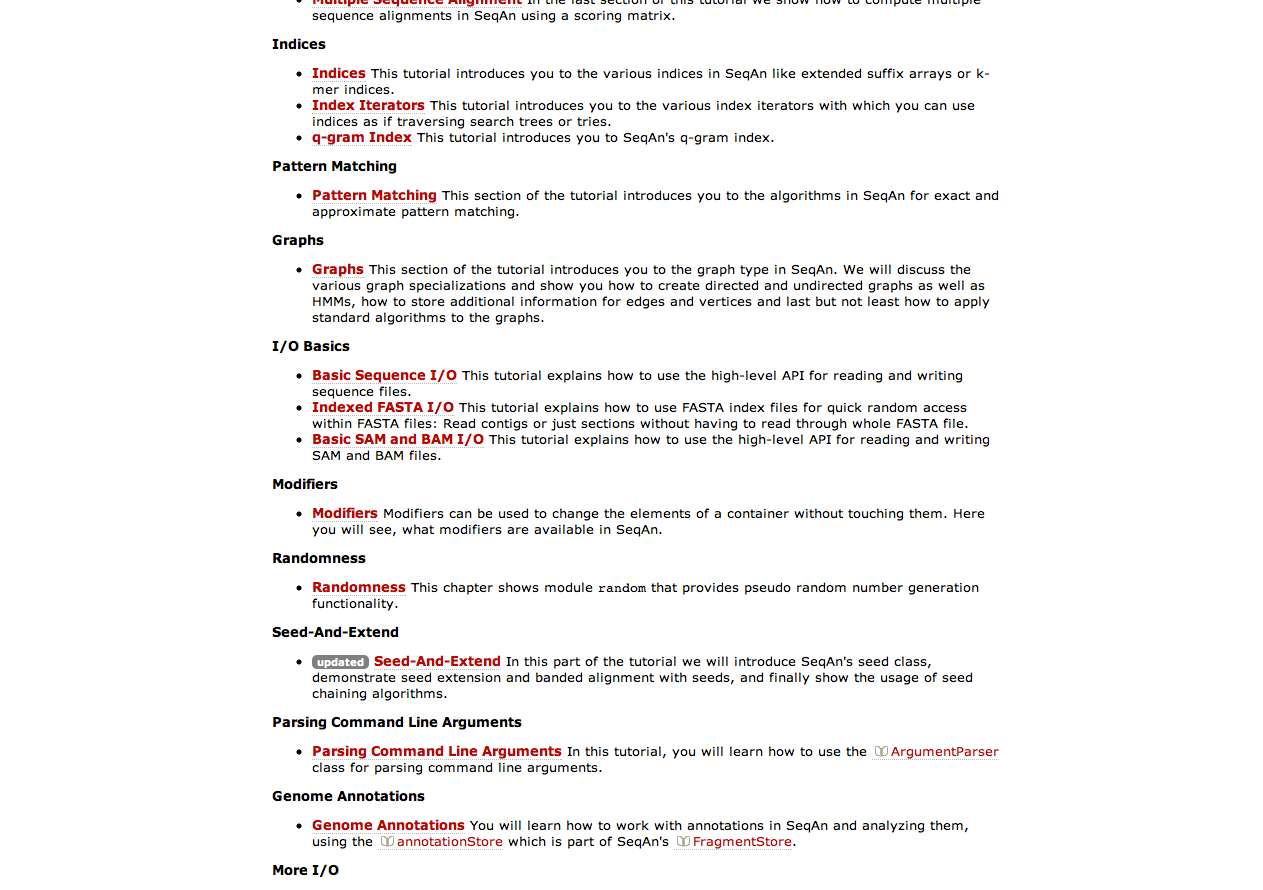 Multiple Sequence Alignment In the last section of this tutorial we show how to compute multiple
sequence alignments in SeqAn using a scoring matrix.
Indices
Indices This tutorial introduces you to the various indices in SeqAn like extended suffix arrays or k-
mer indices.
Index Iterators This tutorial introduces you to the various index iterators with which you can use
indices as if traversing search trees or tries.
q-gram Index This tutorial introduces you to SeqAn's q-gram index.
Pattern Matching
Pattern Matching This section of the tutorial introduces you to the algorithms in SeqAn for exact and
approximate pattern matching.
Graphs
Graphs This section of the tutorial introduces you to the graph type in SeqAn. We will discuss the
various graph specializations and show you how to create directed and undirected graphs as well as
HMMs, how to store additional information for edges and vertices and last but not least how to apply
standard algorithms to the graphs.
I/O Basics
Basic Sequence I/O This tutorial explains how to use the high-level API for reading and writing
sequence files.
Indexed FASTA I/O This tutorial explains how to use FASTA index files for quick random access
within FASTA files: Read contigs or just sections without having to read through whole FASTA file.
Basic SAM and BAM I/O This tutorial explains how to use the high-level API for reading and writing
SAM and BAM files.
Modifiers
Modifiers Modifiers can be used to change the elements of a container without touching them. Here
you will see, what modifiers are available in SeqAn.
Randomness
Randomness This chapter shows module random that provides pseudo random number generation
functionality.
Seed-And-Extend
updated Seed-And-Extend In this part of the tutorial we will introduce SeqAn's seed class,
demonstrate seed extension and banded alignment with seeds, and finally show the usage of seed
chaining algorithms.
Parsing Command Line Arguments
Parsing Command Line Arguments In this tutorial, you will learn how to use the ArgumentParser
class for parsing command line arguments.
Genome Annotations
Genome Annotations You will learn how to work with annotations in SeqAn and analyzing them,
using the annotationStore which is part of SeqAn's FragmentStore.
More I/O